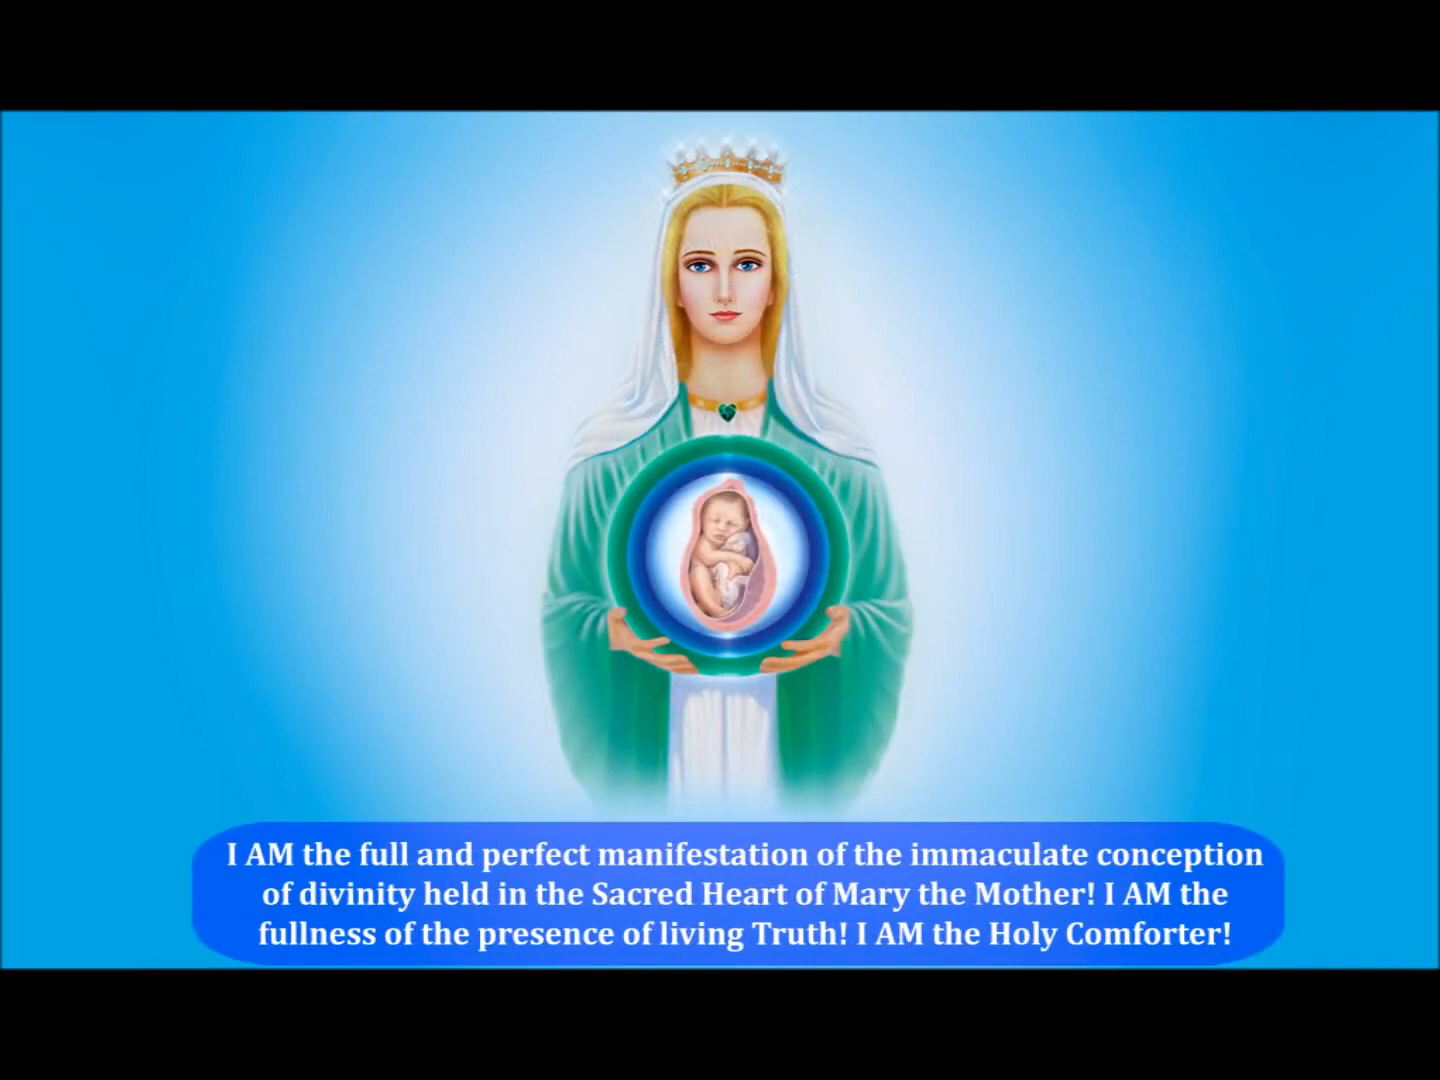 I AM the full and perfect manifestation of the immaculate conception
of divinity held in the Sacred Heart of Mary the Mother! I AM the
fullness of the presence of living Truth! I AM the Holy Comforter!